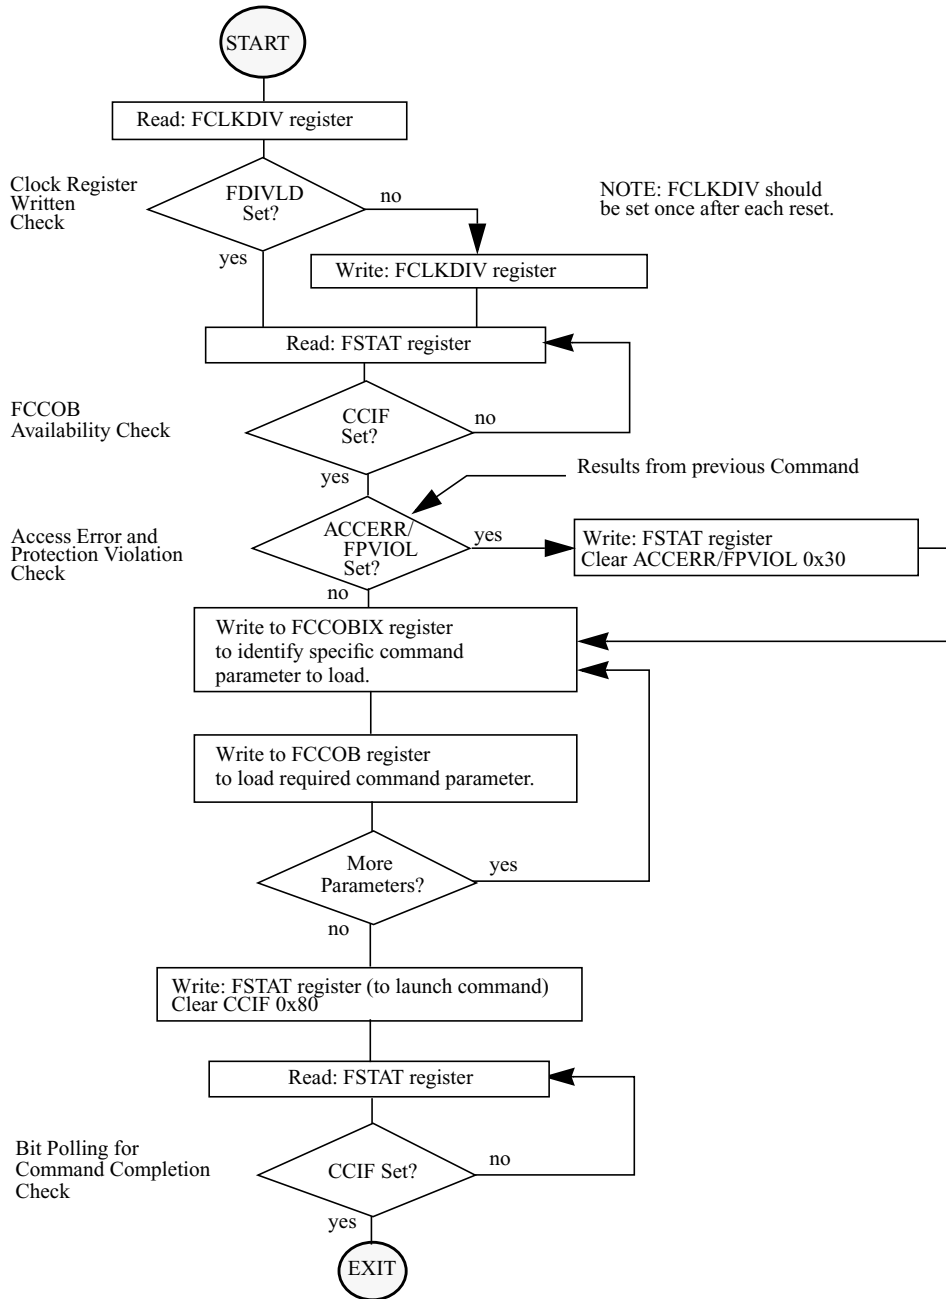 START
Read: FCLKDIV register
Clock Register
Written
Check
FDIVLD
Set?
no
yes
NOTE: FCLKDIV should
be set once after each reset.
Write: FCLKDIV register
Read: FSTAT register
FCCOB
Availability Check
CCIF
Set?
no
yes
Results from previous Command
Access Error and
Protection Violation
Check
ACCERR/
FPVIOL
Set?
yes
no
Write: FSTAT register
Clear ACCERR/FPVIOL 0x30
Write to FCCOBIX register
to identify specific command
parameter to load.
Write to FCCOB register
to load required command parameter.
More
Parameters?
yes
no
Write: FSTAT register (to launch command)
Clear CCIF 0x80
Read: FSTAT register
Bit Polling for
Command Completion
Check
CCIF Set?
no
yes
EXIT